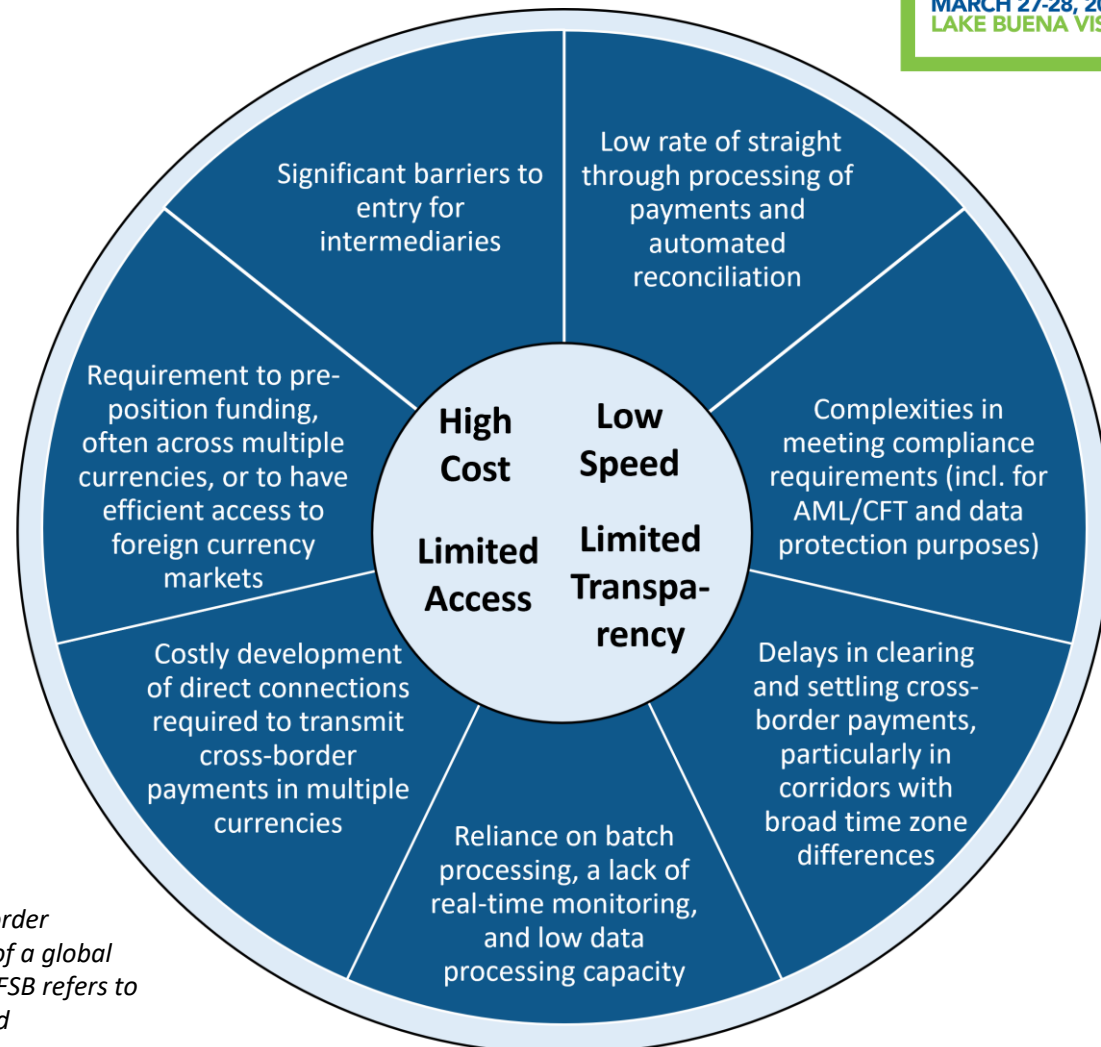 MARCH 27-28, 20
LAKE BUENA VIS
Significant barriers to
entry for
intermediaries
Low rate of straight
through processing of
payments and
automated
reconciliation
Complexities in
meeting compliance
requirements (incl. for
AML/CFT and data
protection purposes)
Delays in clearing
and settling cross-
border payments,
particularly in
corridors with
broad time zone
differences
Reliance on batch
processing, a lack of
real-time monitoring,
and low data
processing capacity
Costly development
of direct connections
required to transmit
cross-border
payments in multiple
currencies
Requirement to pre-
position funding,
often across multiple
currencies, or to have
efficient access to
foreign currency
markets
High
Cost
Low
Speed
Limited
Access
Limited
Transpa-
rency
order
of a global
FSB refers to
d